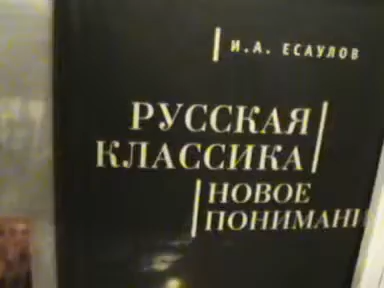 И.А. ЕСАУЛОВ
РУССКАЯ
КЛАССИКА
НОВОЕ
ПОНИМАНИ